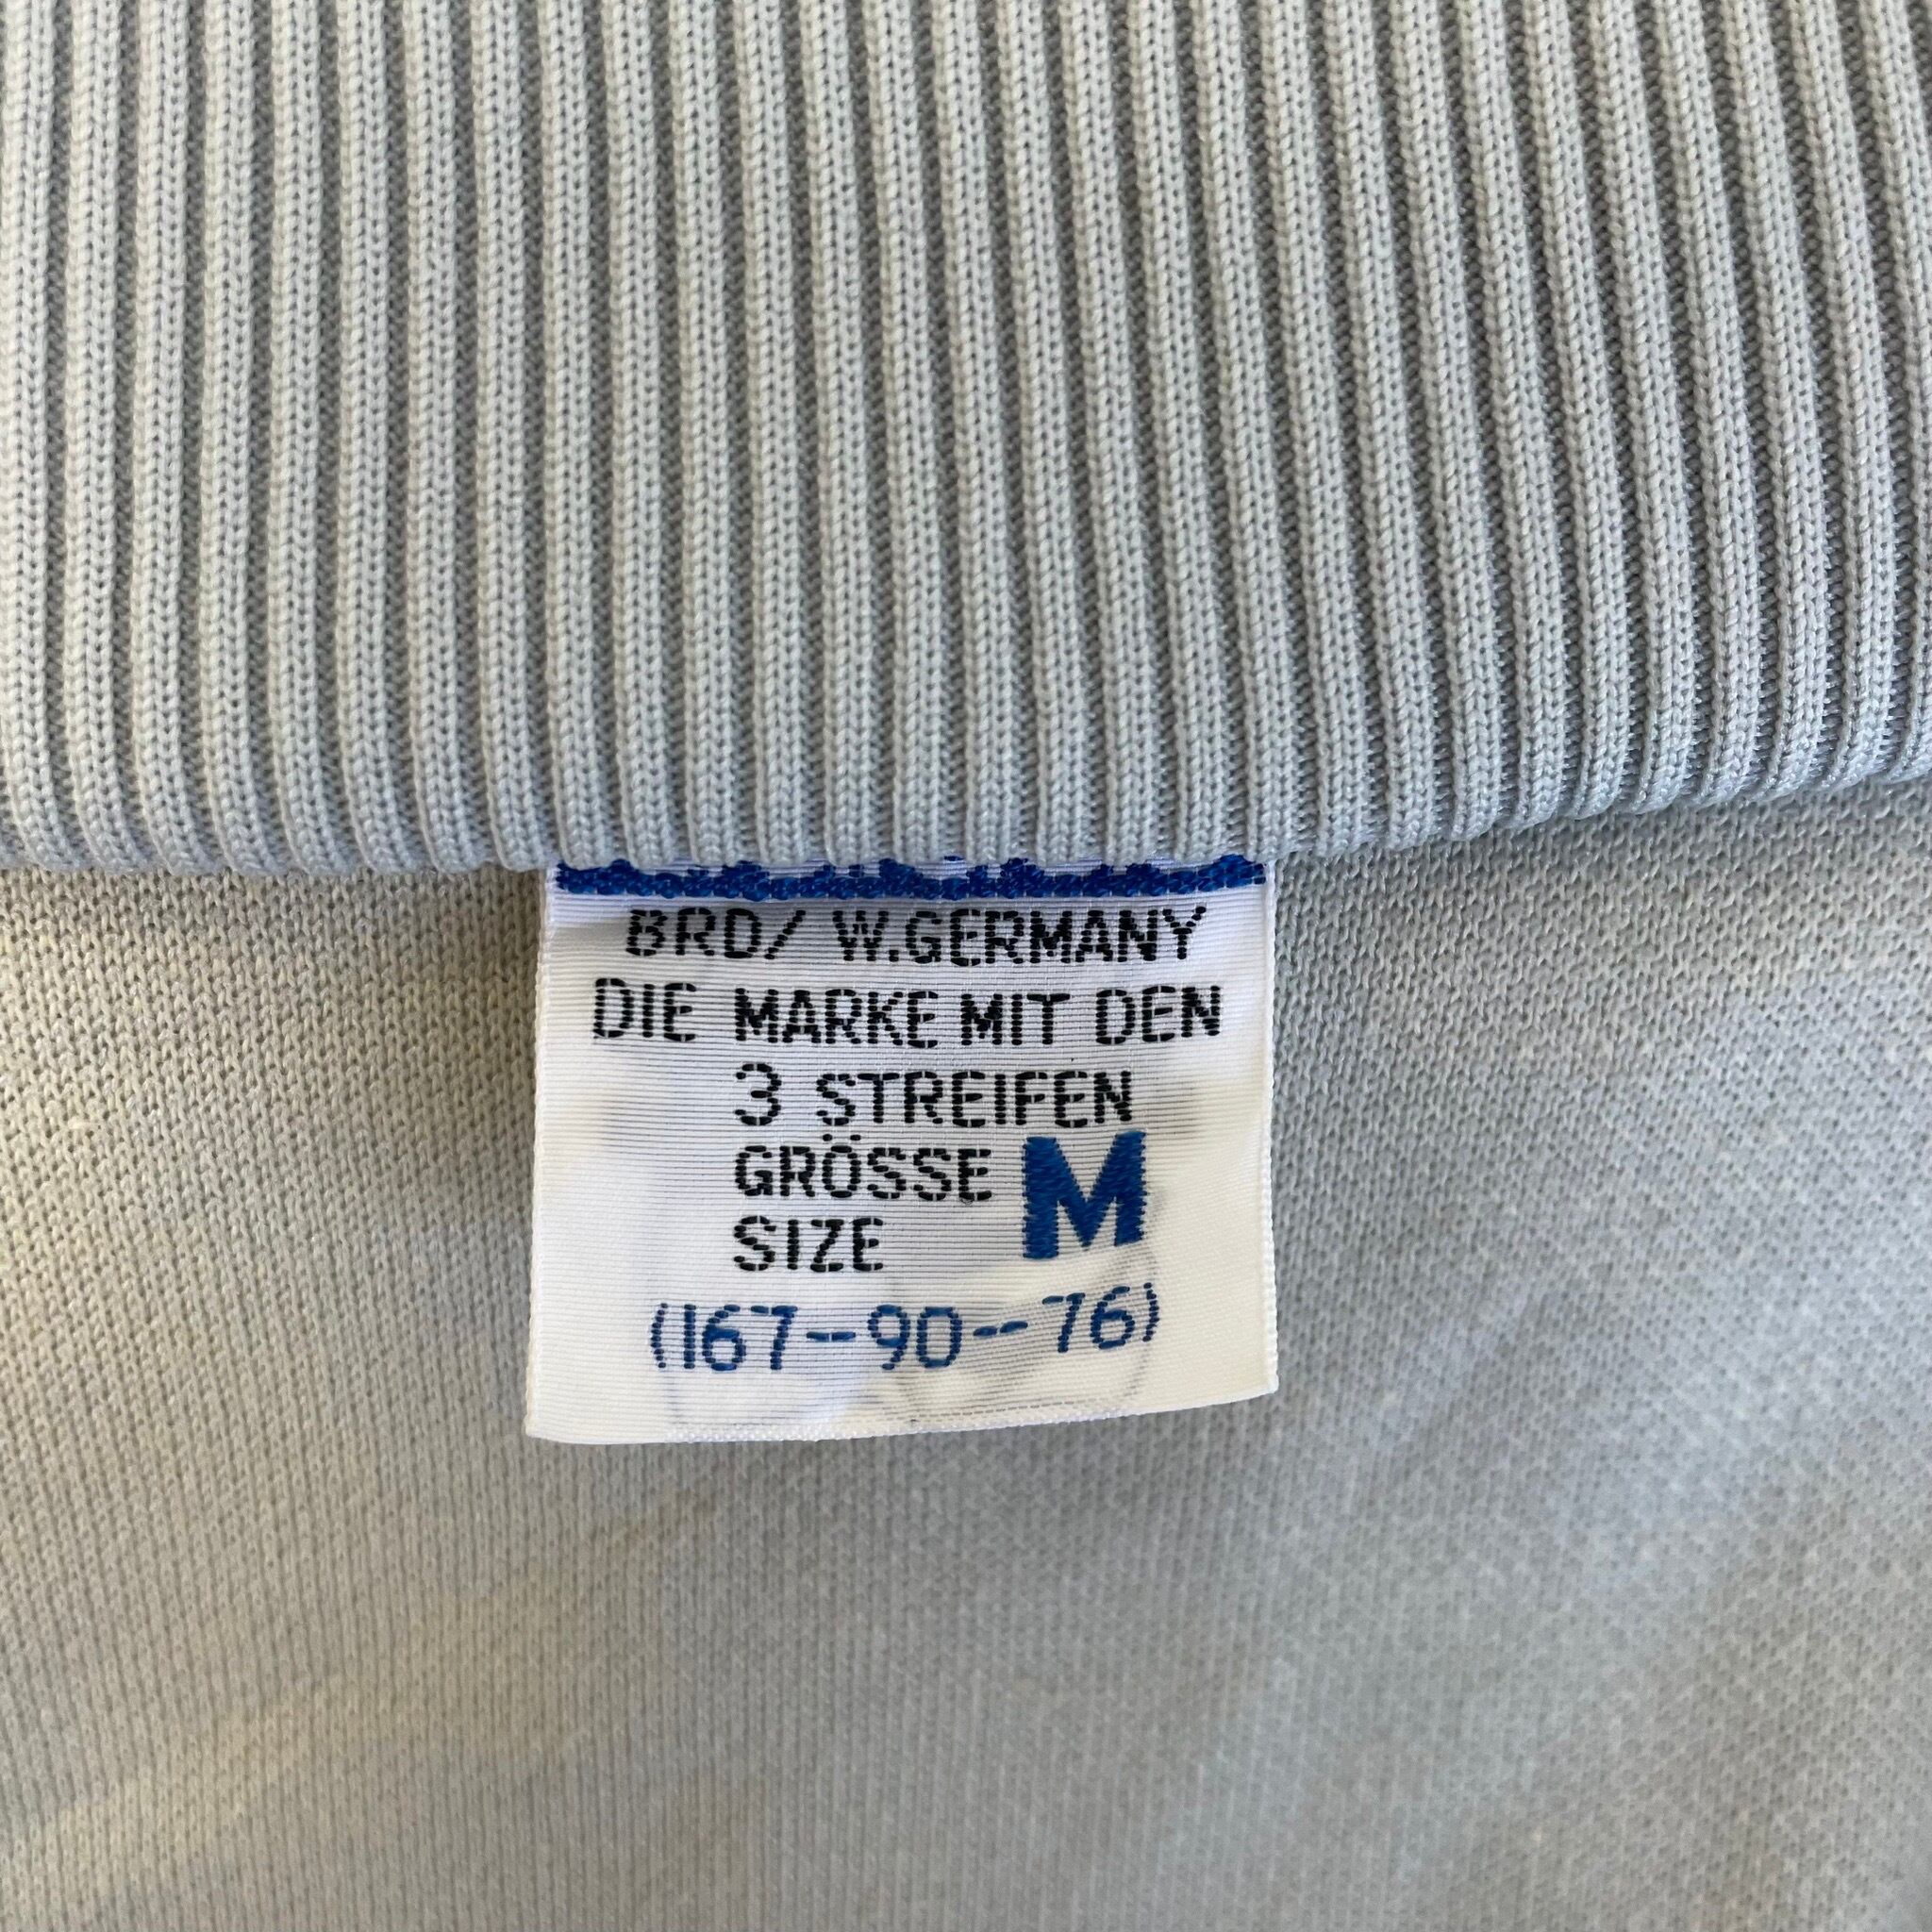 BRD/ W.GERMANY
DIE MARKE MIT DEN
3 STREIFEN
GRÖSSE M
SIZE
(167--90--76)